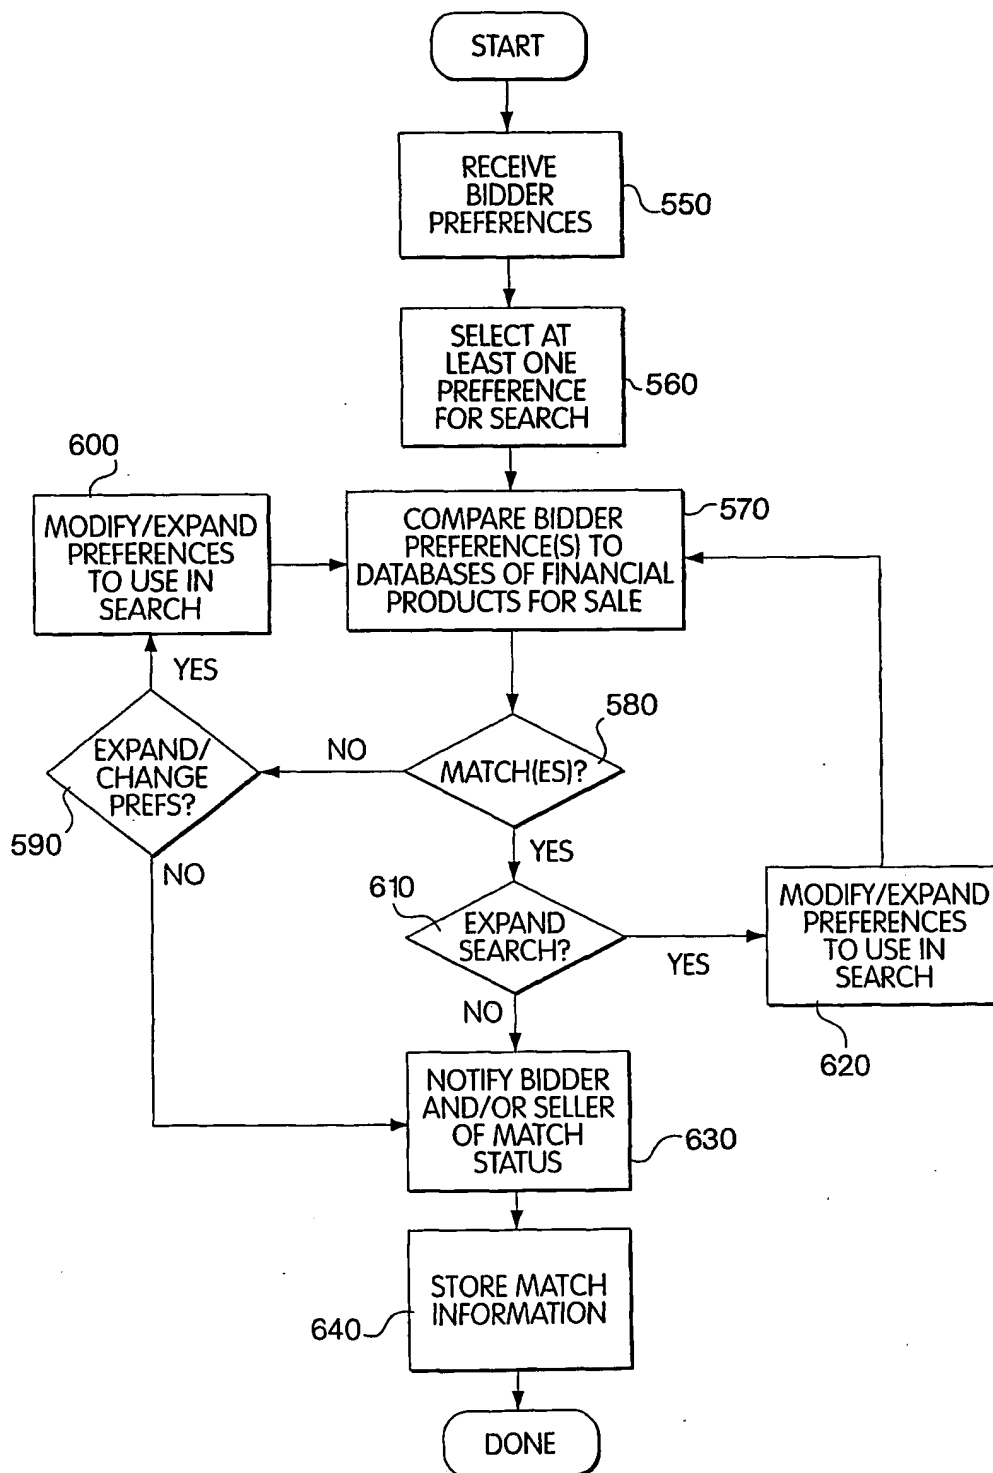 START
RECEIVE
BIDDER
PREFERENCES
550
SELECT AT
LEAST ONE
PREFERENCE
FOR SEARCH
560
600
MODIFY/EXPAND
PREFERENCES
TO USE IN
SEARCH
COMPARE BIDDER
PREFERENCE(S) TO
DATABASES OF FINANCIAL
PRODUCTS FOR SALE
570
YES
580
EXPAND/
CHANGE
PREFS?
NO
MATCH(ES)?
590
NO
YES
610
EXPAND
SEARCH?
YES
MODIFY/EXPAND
PREFERENCES
TO USE IN
SEARCH
NO
620
NOTIFY BIDDER
AND/OR SELLER
OF MATCH
STATUS
630
STORE MATCH
INFORMATION
640
DONE